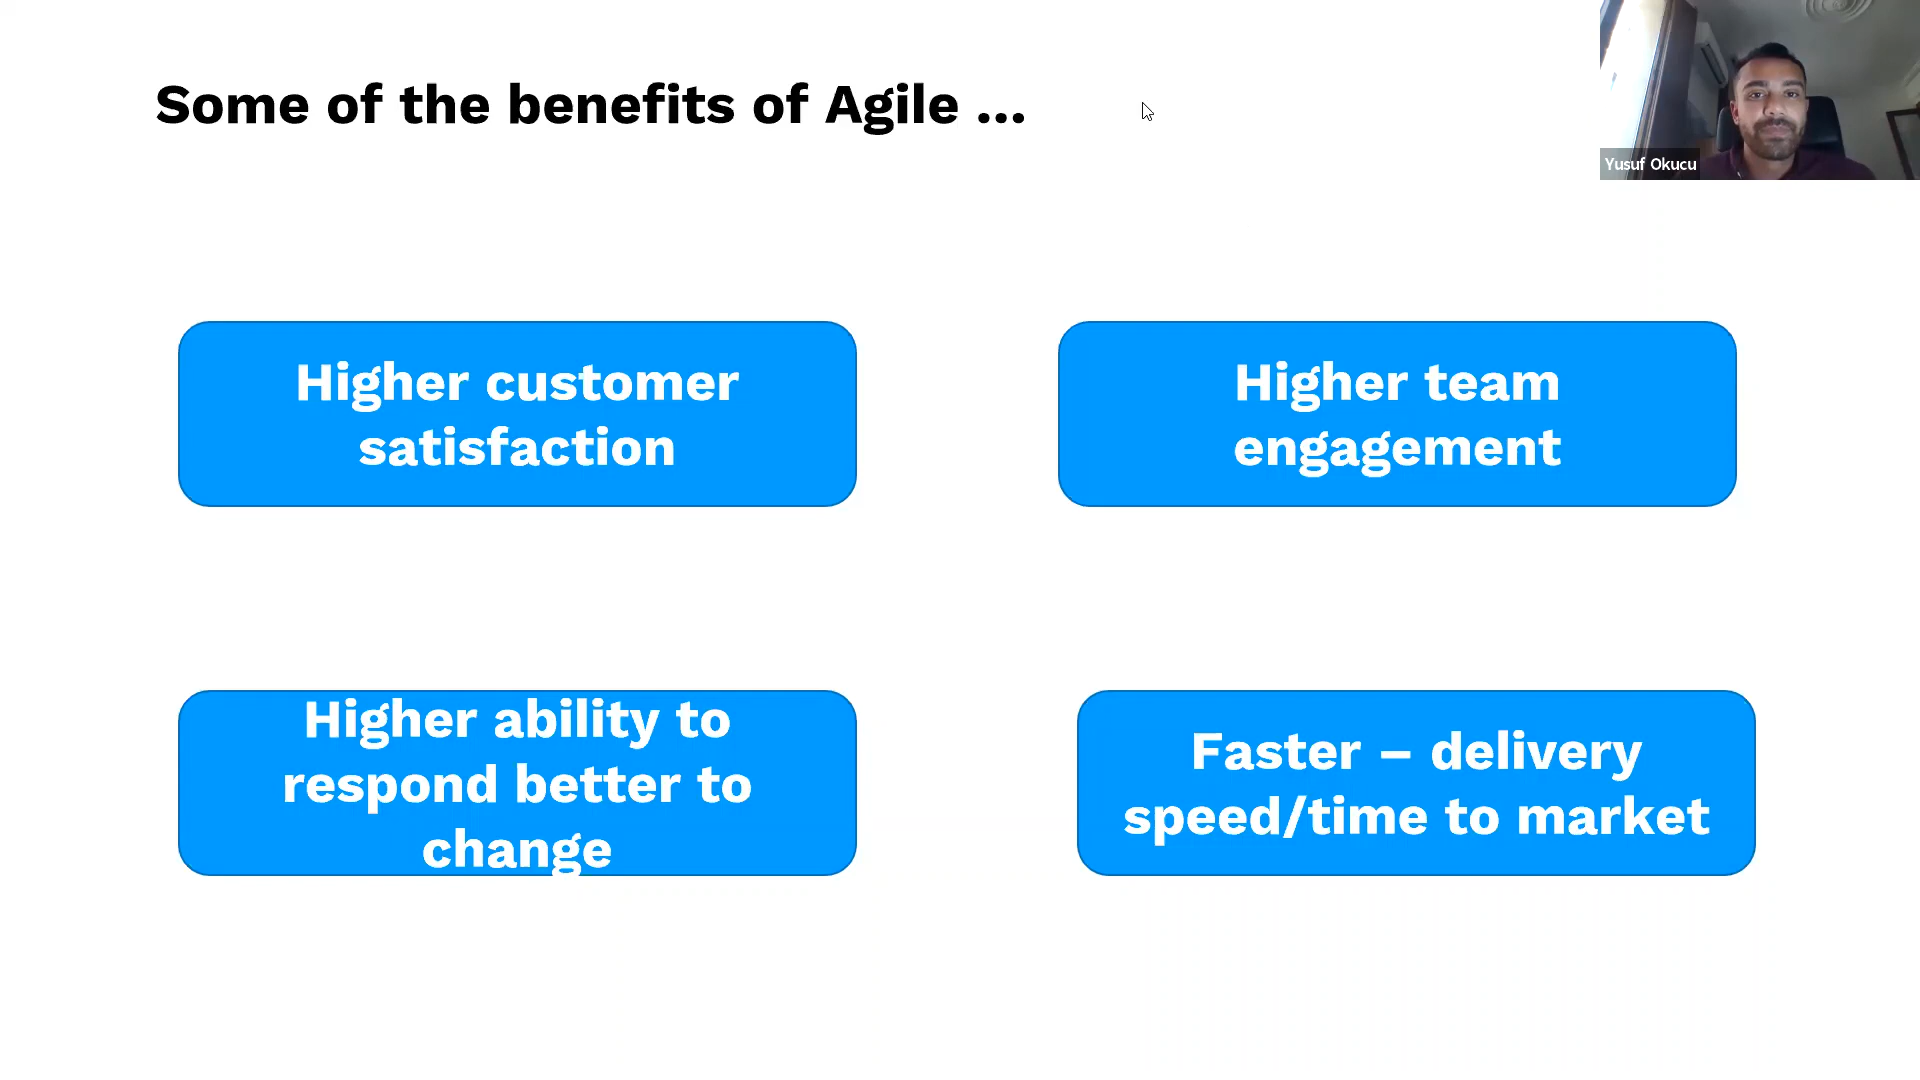 Some of the benefits of Agile ...
Yusuf Okucu
Higher customer
satisfaction
Higher team
engagement
Higher ability to
respond better to
change
Faster – delivery
speed/time to market